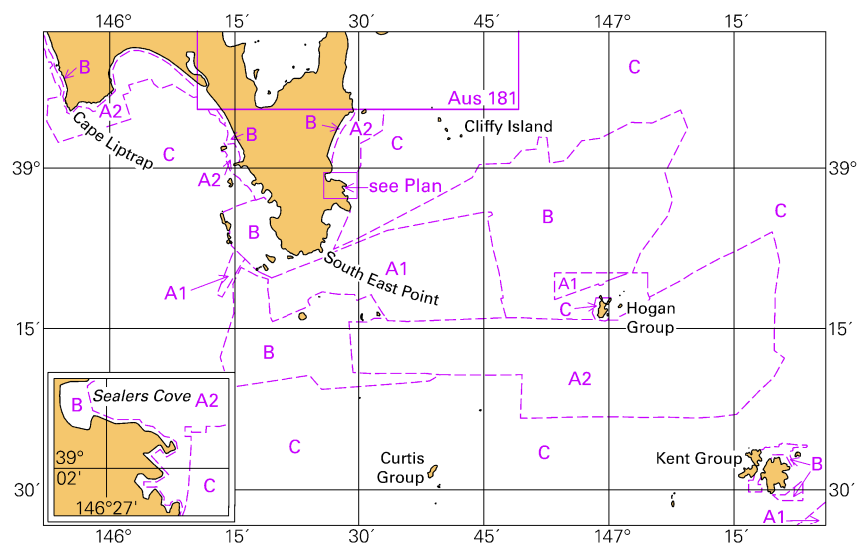 146° 15′ 30′ 45′ 147° 15′
B
C
Aus 181
A2
B
B
A2
Cliffy Island
Cape Liptrap
C
C
39°
39°
A2
see Plan
B
B
C
South East Point
A1
A1
A1
C
Hogan
Group
15′
15′
B
A2
Sealers Cove
A2
B
C
C
39°
02'
C
146°27'
Curtis
Group
Kent Group
B
30′
30′
A1
146° 15′ 30′ 45′ 147° 15′